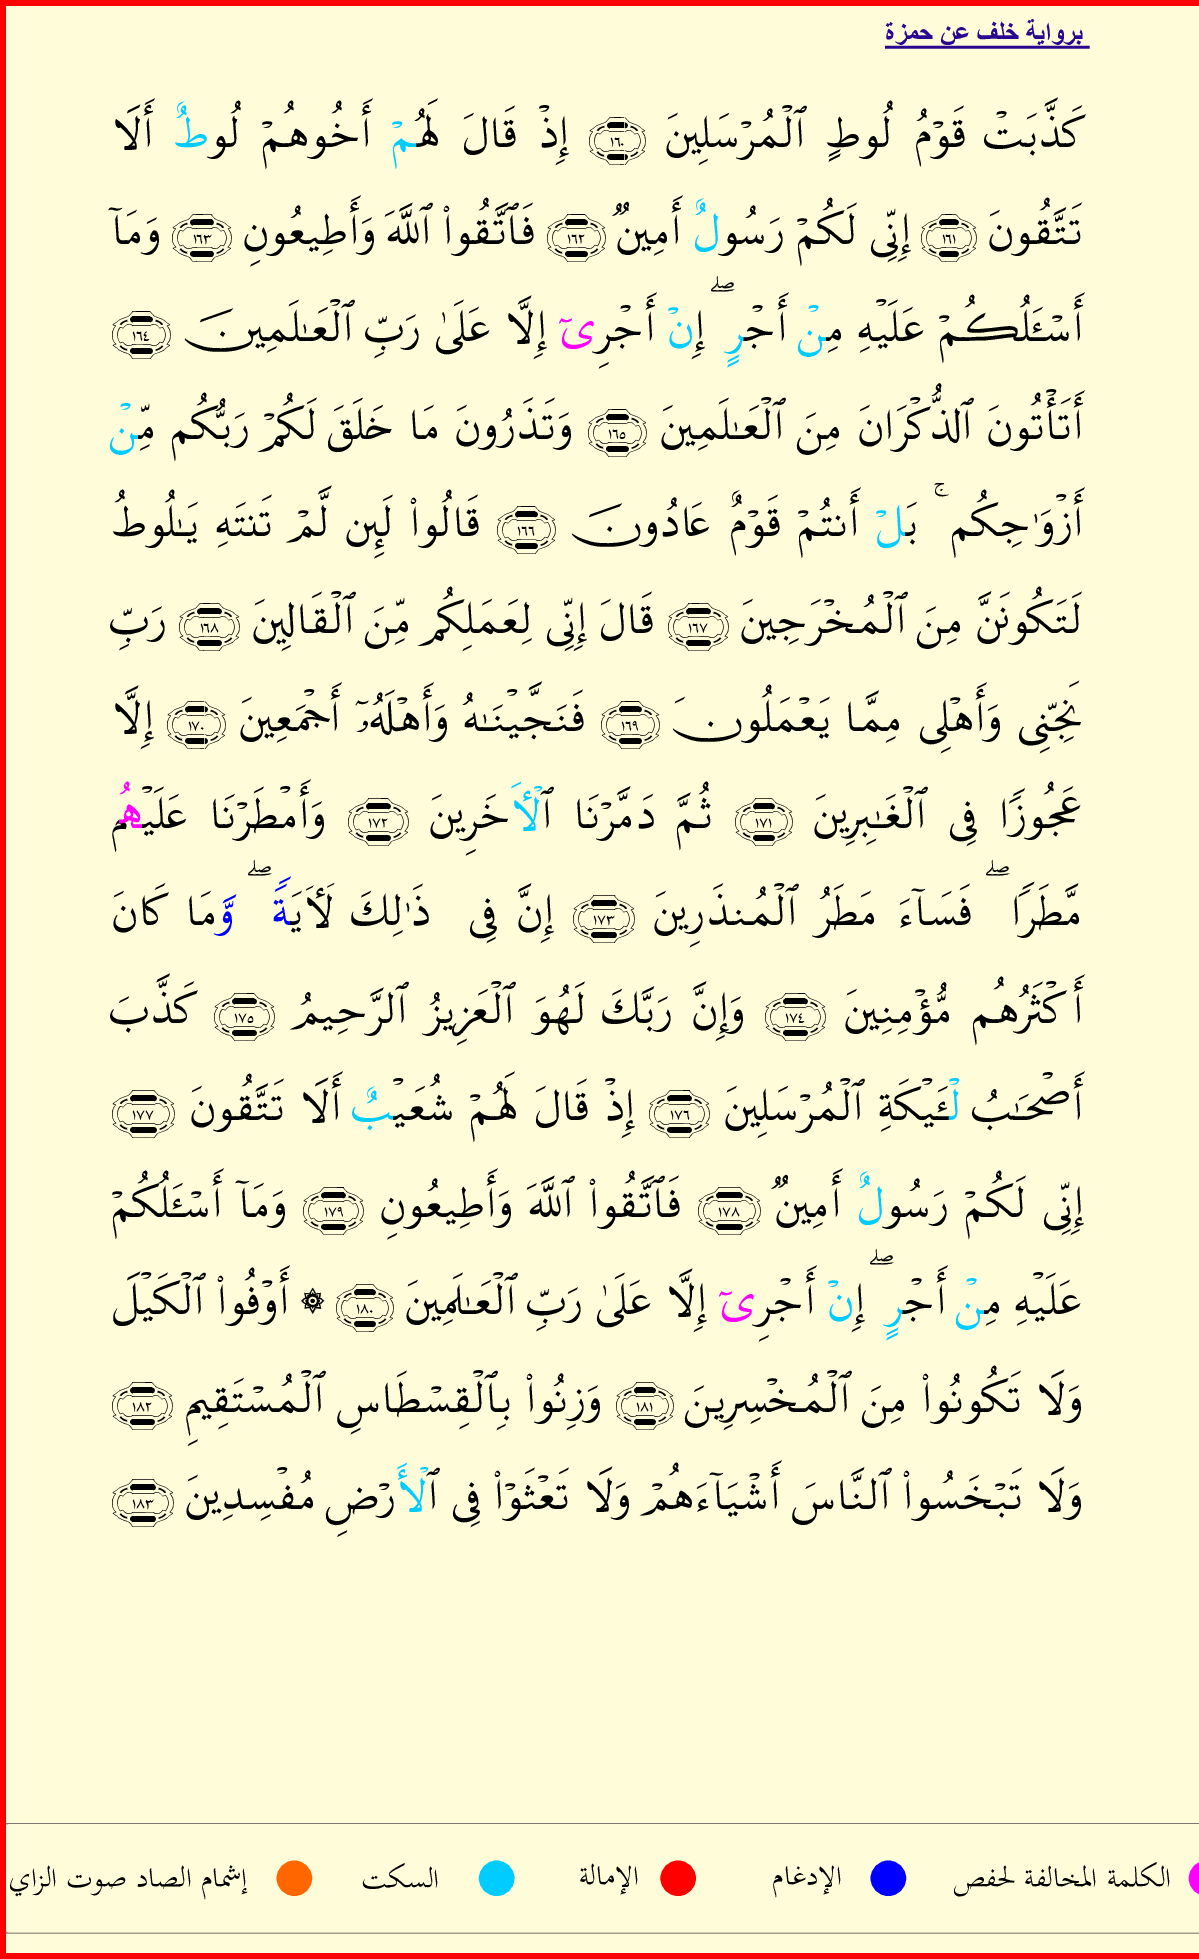 برواية خلف عن حمزة
كَذَّبَتْ قَوْمُ لُوطٍ ٱلْمُرْسَلِينَ ١٦٠ إِذْ قَالَ لَهُمْ أَخُوهُمْ لُوطٌ أَلَا
تَتَّقُونَ ١٦١ إِنِّى لَكُمْ رَسُولٌ أَمِينٌ ١٦٢ فَٱتَّقُوا۟ ٱللَّهَ وَأَطِيعُونِ ١٦٣ وَمَآ
أَسْـَٔلُكُمْ عَلَيْهِ مِنْ أَجْرٍ ۖ إِنْ أَجْرِىٓ إِلَّا عَلَىٰ رَبِّ ٱلْعَـٰلَمِينَ ١٦٤
أَتَأْتُونَ ٱلذُّكْرَانَ مِنَ ٱلْعَـٰلَمِينَ ١٦٥ وَتَذَرُونَ مَا خَلَقَ لَكُمْ رَبُّكُم مِّنْ
أَزْوَٰجِكُم ۚ بَلْ أَنتُمْ قَوْمٌ عَادُونَ ١٦٦ قَالُوا۟ لَئِن لَّمْ تَنتَهِ يَـٰلُوطُ
لَتَكُونَنَّ مِنَ ٱلْمُخْرَجِينَ ١٦٧ قَالَ إِنِّى لِعَمَلِكُم مِّنَ ٱلْقَالِينَ ١٦٨ رَبِّ
نَجِّنِى وَأَهْلِى مِمَّا يَعْمَلُونَ ١٦٩ فَنَجَّيْنَـٰهُ وَأَهْلَهُۥٓ أَجْمَعِينَ ١٧٠ إِلَّا
عَجُوزًا فِى ٱلْغَـٰبِرِينَ ١٧١ ثُمَّ دَمَّرْنَا ٱلْأَخَرِينَ ١٧٢ وَأَمْطَرْنَا عَلَيْهُم
مَّطَرًا ۖ فَسَآءَ مَطَرُ ٱلْمُنذَرِينَ ١٧٣ إِنَّ فِى ذَٰلِكَ لَأَيَةً ۖ وَّمَا كَانَ
أَكْثَرُهُم مُّؤْمِنِينَ ١٧٤ وَإِنَّ رَبَّكَ لَهُوَ ٱلْعَزِيزُ ٱلرَّحِيمُ ١٧٥ كَذَّبَ
أَصْحَـٰبُ لْـَٔيْكَةِ ٱلْمُرْسَلِينَ ١٧٦ إِذْ قَالَ لَهُمْ شُعَيْبٌ أَلَا تَتَّقُونَ ١٧٧
إِنِّى لَكُمْ رَسُولٌ أَمِينٌ ١٧٨ فَٱتَّقُوا۟ ٱللَّهَ وَأَطِيعُونِ ١٧٩ وَمَآ أَسْـَٔلُكُمْ
عَلَيْهِ مِنْ أَجْرٍ ۖ إِنْ أَجْرِىٓ إِلَّا عَلَىٰ رَبِّ ٱلْعَـٰلَمِينَ ١٨٠ ۞ أَوْفُوا۟ ٱلْكَيْلَ
وَلَا تَكُونُوا۟ مِنَ ٱلْمُخْسِرِينَ ١٨١ وَزِنُوا۟ بِٱلْقِسْطَاسِ ٱلْمُسْتَقِيمِ ١٨٢
وَلَا تَبْخَسُوا۟ ٱلنَّاسَ أَشْيَآءَهُمْ وَلَا تَعْثَوْا۟ فِى ٱلْأَرْضِ مُفْسِدِينَ ١٨٣
الكلمة المخالفة لحفص الإدغام الإمالة السكت إشمام الصاد صوت الزاي